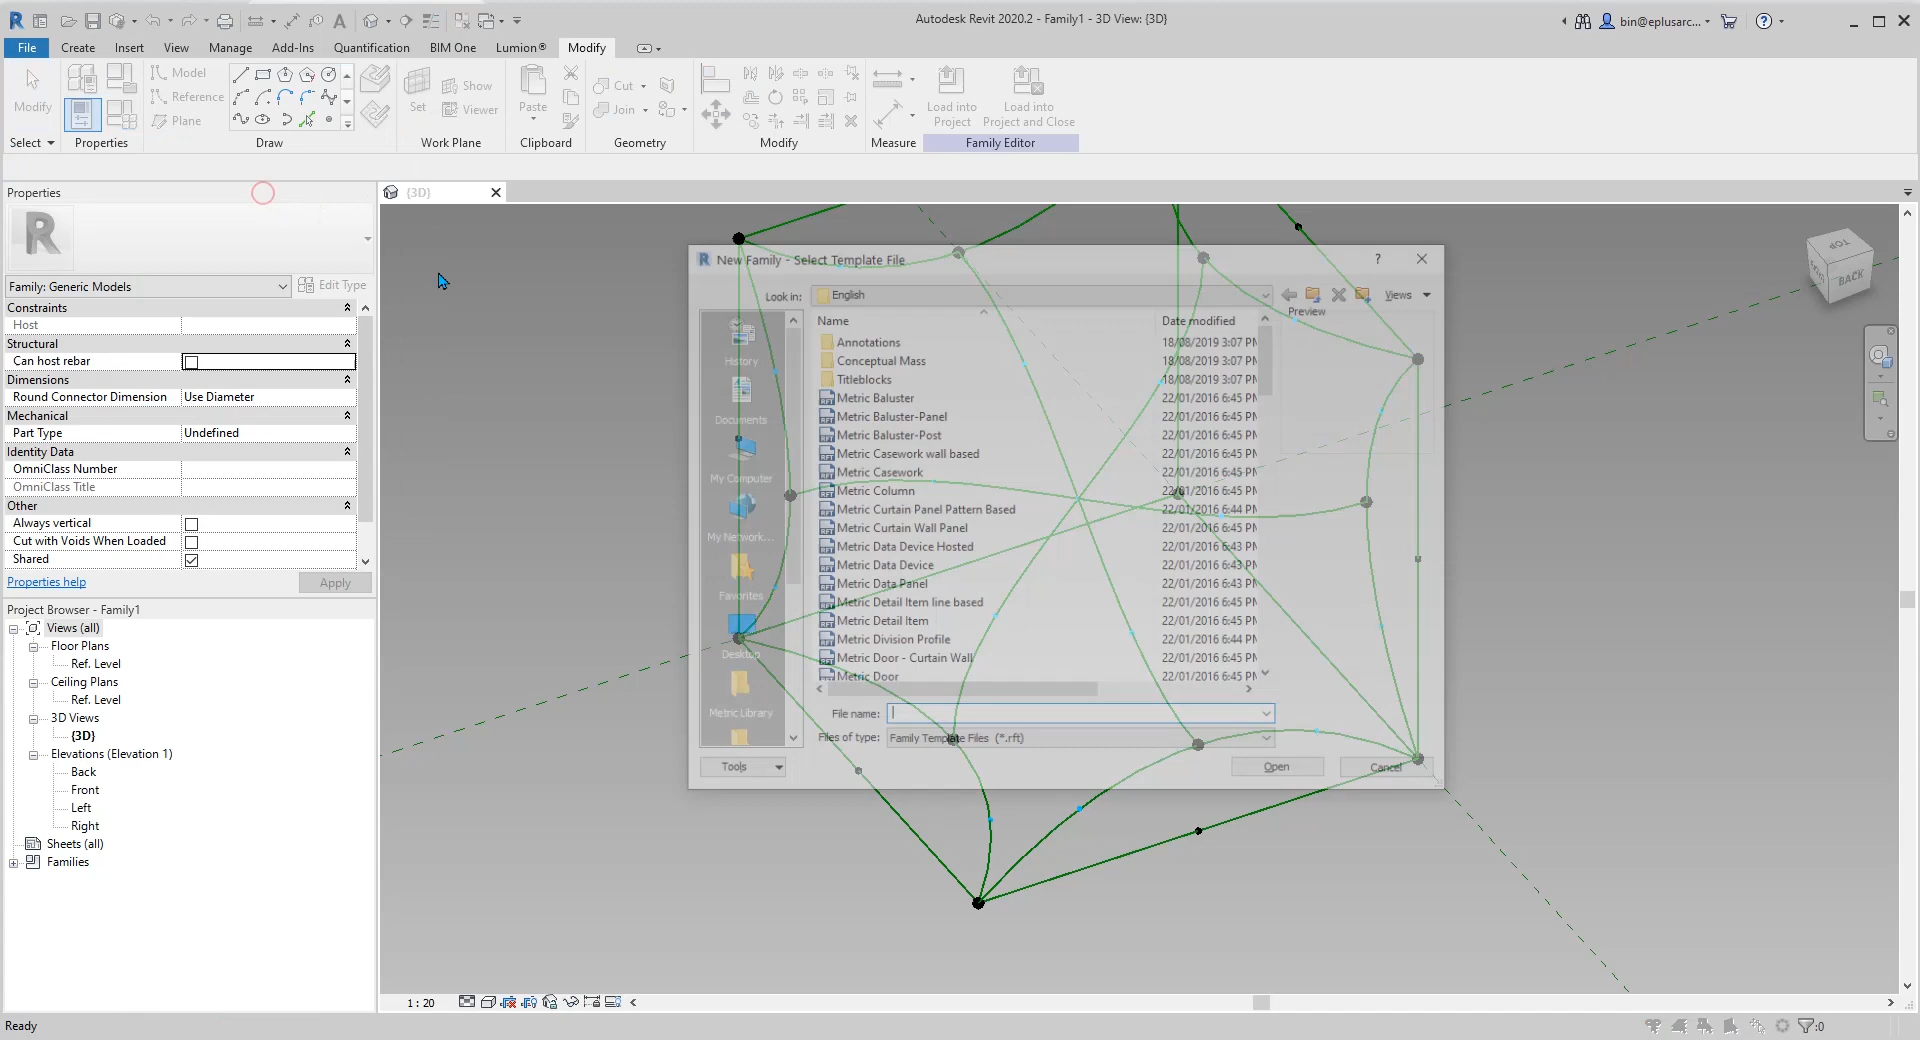 Autodesk Revit 2020.2 - Family1 - 3D View: {3D}
bin@eplusarc...
File Create Insert View Manage Add-Ins Quantification BIM One Lumion® Modify
Modify
Select
Properties
Model
Reference
Plane
Draw
Set
Show
Viewer
Work Plane
Paste
Clipboard
Cut
Join
Geometry
Modify
Measure
Load into
Project
Load into
Project and Close
Family Editor
Properties
{3D}
R
Family: Generic Models
Edit Type
Constraints
Host
Structural
Can host rebar
Dimensions
Round Connector Dimension Use Diameter
Mechanical
Part Type Undefined
Identity Data
OmniClass Number
OmniClass Title
Other
Always vertical
Cut with Voids When Loaded
Shared
Properties help
Apply
Project Browser - Family1
Views (all)
Floor Plans
Ref. Level
Ceiling Plans
Ref. Level
3D Views
{3D}
Elevations (Elevation 1)
Back
Front
Left
Right
Sheets (all)
Families
New Family - Select Template File
Look in: English
Views
Preview
History
Documents
My Computer
My Network...
Favorites
Desktop
Metric Library
Name Date modified
Annotations 18/08/2019 3:07 PM
Conceptual Mass 18/08/2019 3:07 PM
Titleblocks 18/08/2019 3:07 PM
Metric Baluster 22/01/2016 6:45 PM
Metric Baluster-Panel 22/01/2016 6:45 PM
Metric Baluster-Post 22/01/2016 6:45 PM
Metric Casework wall based 22/01/2016 6:45 PM
Metric Casework 22/01/2016 6:45 PM
Metric Column 22/01/2016 6:45 PM
Metric Curtain Panel Pattern Based 22/01/2016 6:44 PM
Metric Curtain Wall Panel 22/01/2016 6:45 PM
Metric Data Device Hosted 22/01/2016 6:43 PM
Metric Data Device 22/01/2016 6:43 PM
Metric Data Panel 22/01/2016 6:43 PM
Metric Detail Item line based 22/01/2016 6:45 PM
Metric Detail Item 22/01/2016 6:45 PM
Metric Division Profile 22/01/2016 6:44 PM
Metric Door - Curtain Wall 22/01/2016 6:45 PM
Metric Door 22/01/2016 6:45 PM
File name:
Files of type: Family Template Files (*.rft)
Tools
Open
Cancel
TOP
BACK
1 : 20
Ready
:0